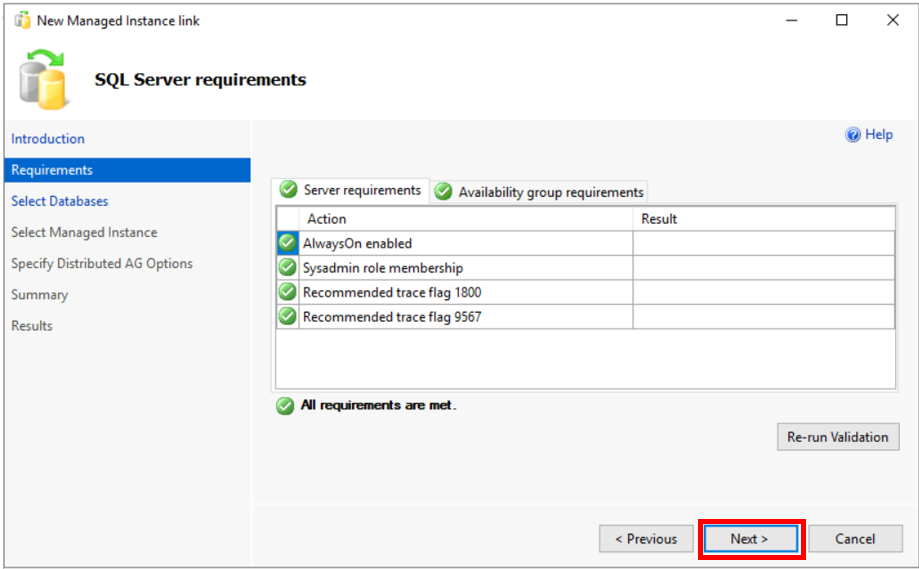 New Managed Instance link
SQL Server requirements
Introduction
Requirements
Select Databases
Select Managed Instance
Specify Distributed AG Options
Summary
Results
Help
Server requirements
Availability group requirements
Action
Result
AlwaysOn enabled
Sysadmin role membership
Recommended trace flag 1800
Recommended trace flag 9567
All requirements are met.
Re-run Validation
< Previous
Next >
Cancel